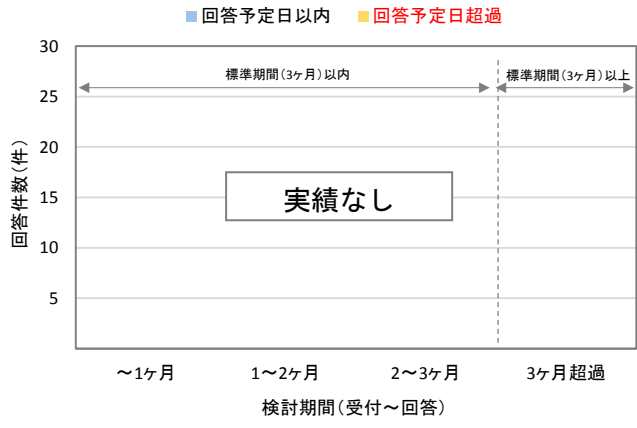 回答予定日以内 回答予定日超過
30
25
20
15
10
5
回答件数(件)
標準期間(3ヶ月)以内 標準期間(3ヶ月)以上
実績なし
～1ヶ月 1～2ヶ月 2～3ヶ月 3ヶ月超過
検討期間(受付～回答)